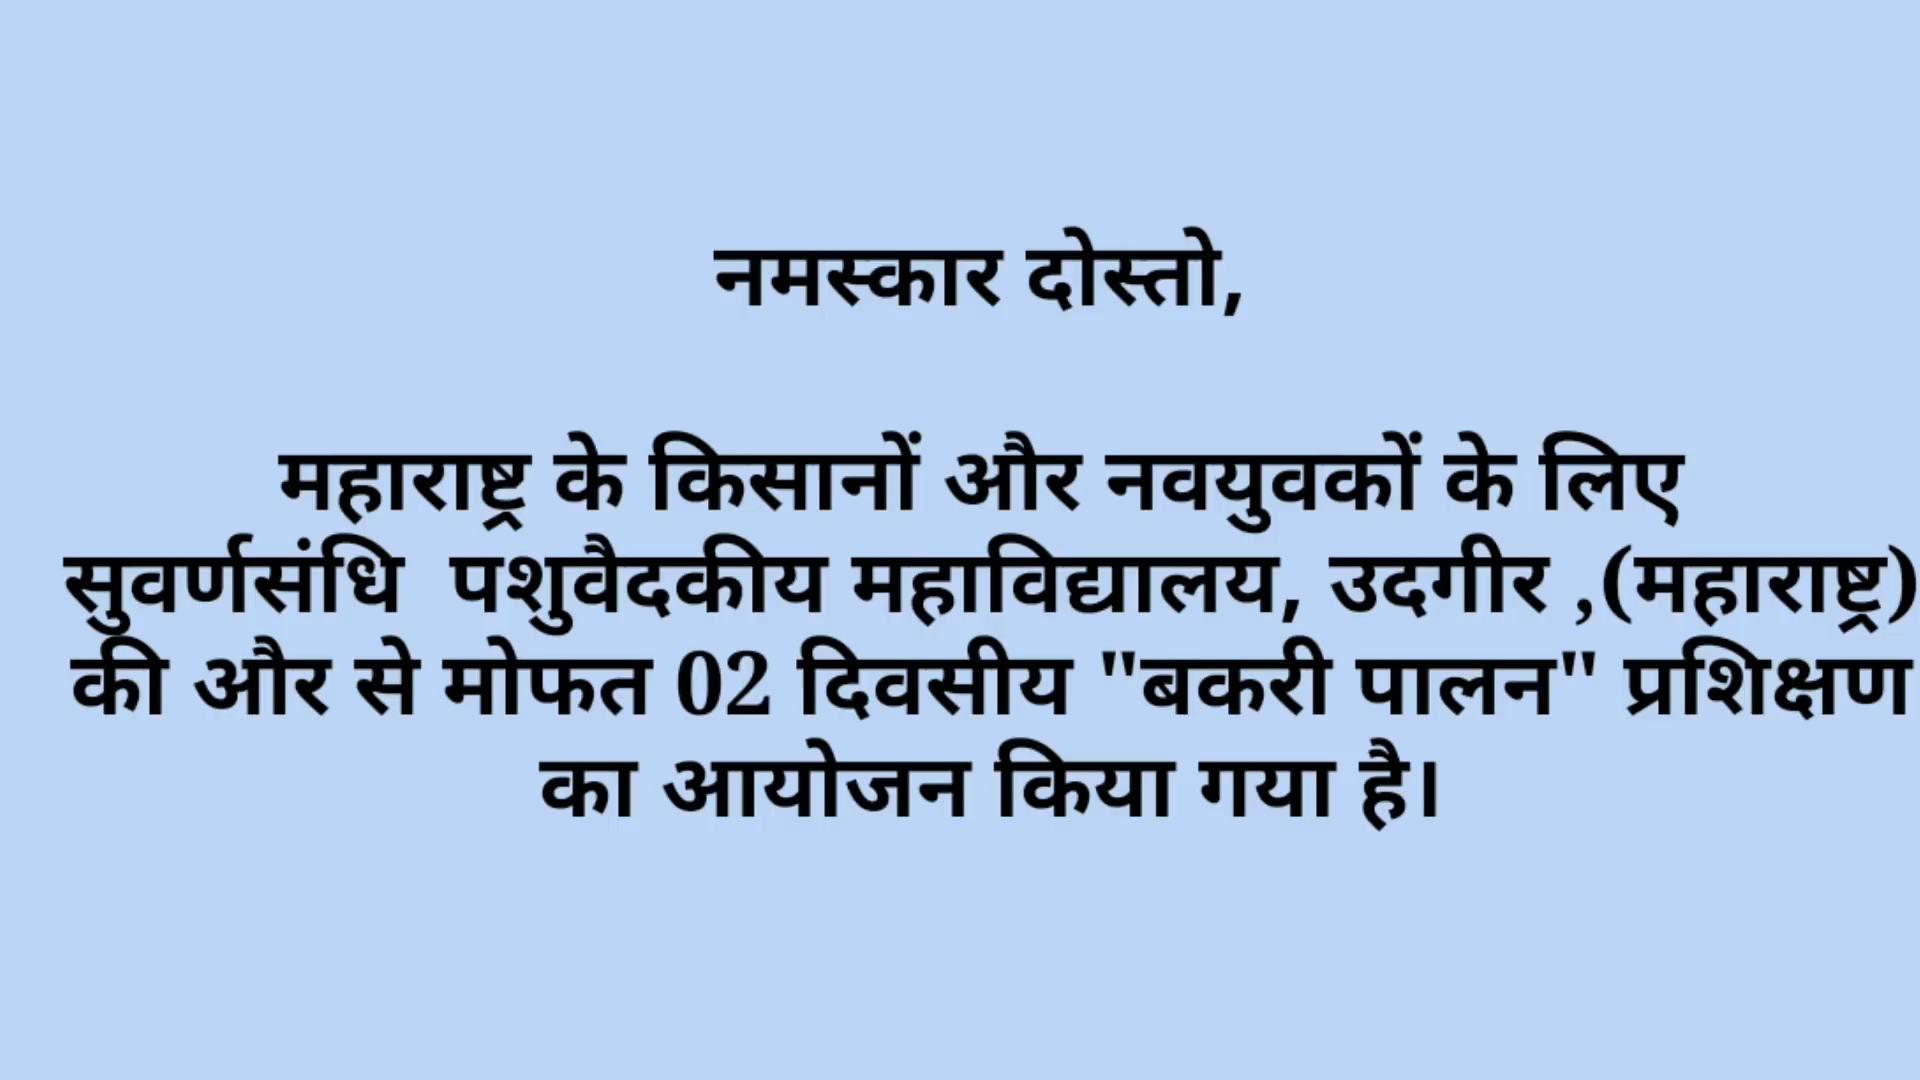 नमस्कार दोस्तो,
महाराष्ट्र के किसानों और नवयुवकों के लिए
सुवर्णसंधि  पशुवैदकीय महाविद्यालय, उदगीर ,(महाराष्ट्र)
की और से मोफत 02 दिवसीय "बकरी पालन" प्रशिक्षण
का आयोजन किया गया है।